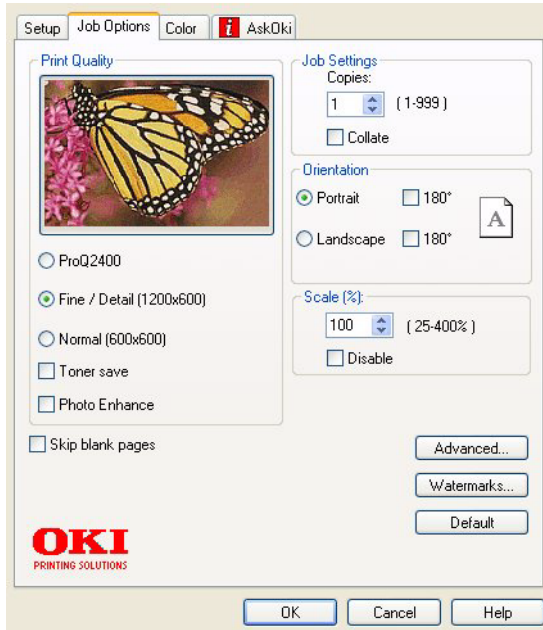 Setup Job Options Color i AskOki
Print Quality
ProQ2400
Fine / Detail (1200x600)
Normal (600x600)
Toner save
Photo Enhance
Skip blank pages
Job Settings
Copies:
1 ( 1-999 )
Collate
Orientation
Portrait 180°
Landscape 180°
A
Scale (%):
100 ( 25-400% )
Disable
Advanced...
Watermarks...
Default
OKI
PRINTING SOLUTIONS
OK Cancel Help